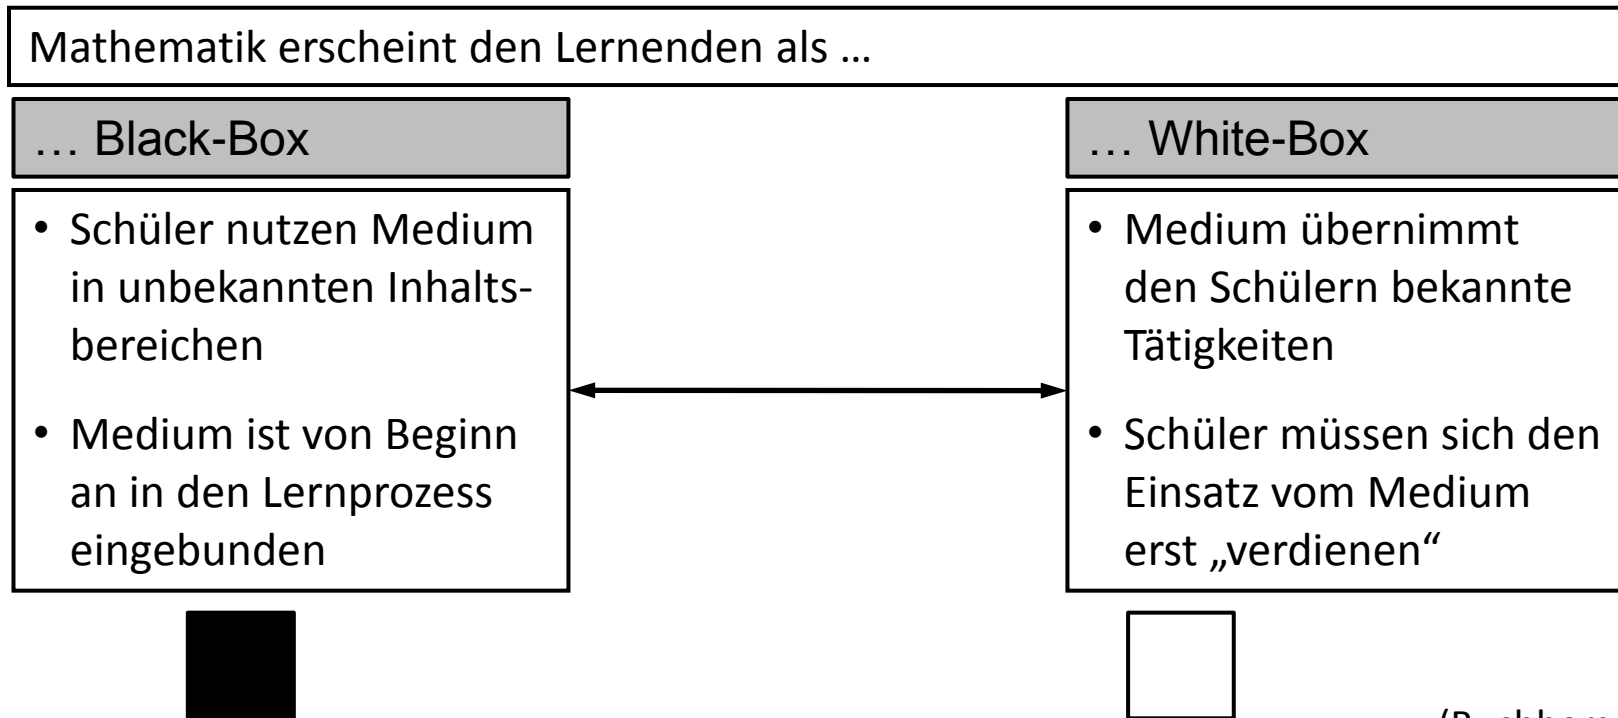 Mathematik erscheint den Lernenden als …
… Black-Box
• Schüler nutzen Medium
in unbekannten Inhalts-
bereichen
• Medium ist von Beginn
an in den Lernprozess
eingebunden
… White-Box
• Medium übernimmt
den Schülern bekannte
Tätigkeiten
• Schüler müssen sich den
Einsatz vom Medium
erst „verdienen“